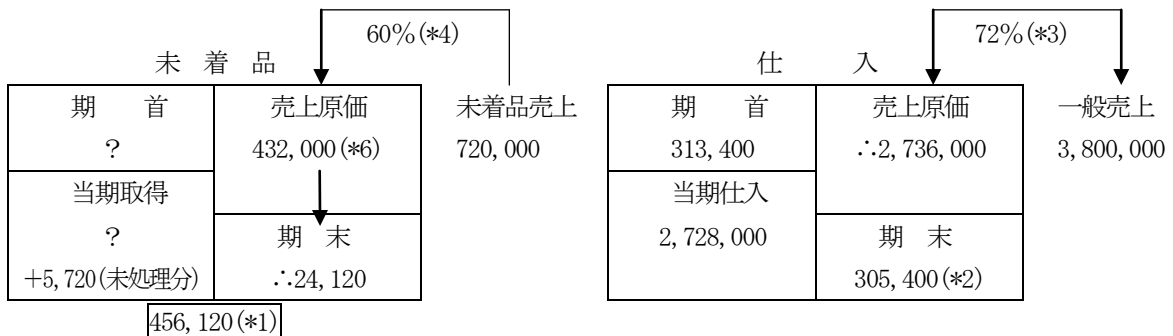 60%(*4)
72%(*3)
未 着 品
仕 入
期 首 売上原価 未着品売上
? 432,000(*6) 720,000
当期取得
? 期 末
+5,720(未処理分) ∴24,120
456,120(*1)
期 首 売上原価 一般売上
313,400 ∴2,736,000 3,800,000
当期仕入
2,728,000 期 末
305,400(*2)